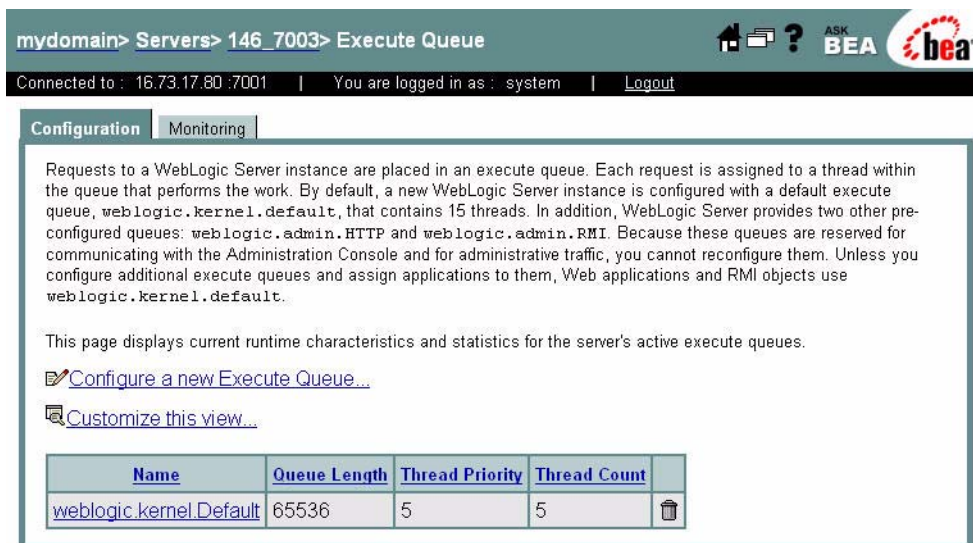 mydomain> Servers> 146_7003> Execute Queue
? ASK BEA bea
Connected to : 16.73.17.80 :7001 | You are logged in as : system | Logout
Configuration Monitoring
Requests to a WebLogic Server instance are placed in an execute queue. Each request is assigned to a thread within
the queue that performs the work. By default, a new WebLogic Server instance is configured with a default execute
queue, weblogic.kernel.default, that contains 15 threads. In addition, WebLogic Server provides two other pre-
configured queues: weblogic.admin.HTTP and weblogic.admin.RMI. Because these queues are reserved for
communicating with the Administration Console and for administrative traffic, you cannot reconfigure them. Unless you
configure additional execute queues and assign applications to them, Web applications and RMI objects use
weblogic.kernel.default.
This page displays current runtime characteristics and statistics for the server's active execute queues.
Configure a new Execute Queue...
Customize this view...
Name Queue Length Thread Priority Thread Count
weblogic.kernel.Default 65536 5 5